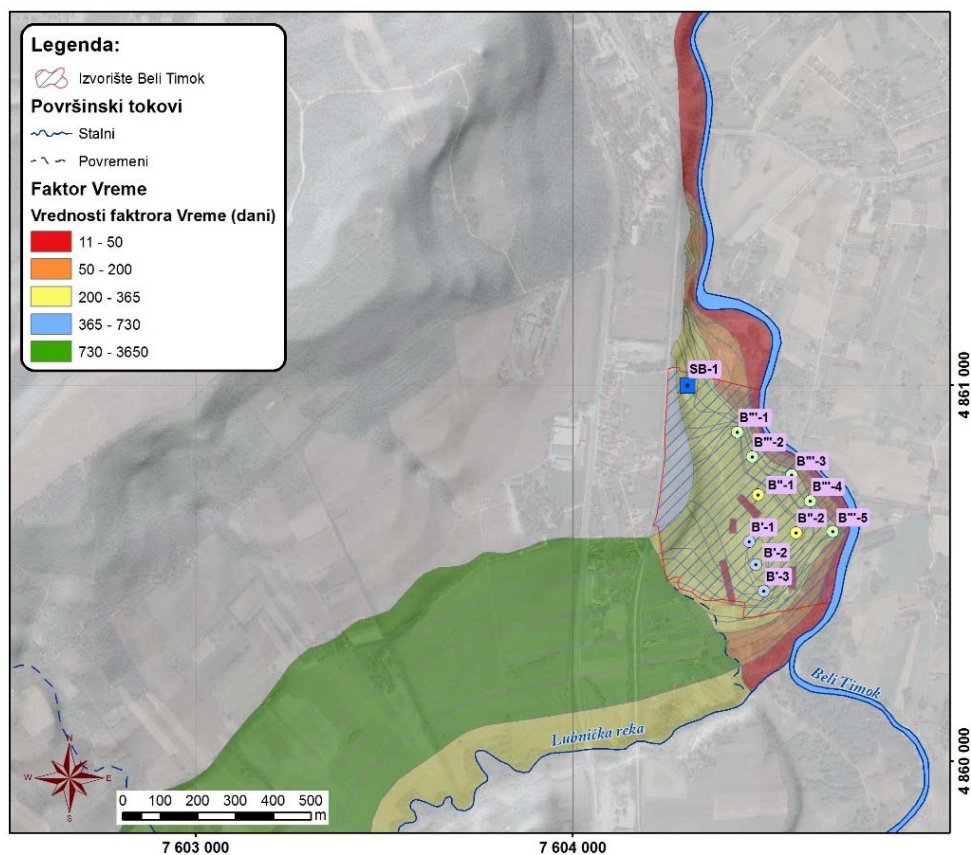 Legenda:
Izvorište Beli Timok
Površinski tokovi
Stalni
Povremeni
Faktor Vreme
Vrednosti faktrora Vreme (dani)
11 - 50
50 - 200
200 - 365
365 - 730
730 - 3650
SB-1
B'''-1
B'''-2
B'''-3
B''-1
B'''-4
B''-2
B'''-5
B'-1
B'-2
B'-3
Beli Timok
Lubnička reka
4 861 000
4 860 000
N
W
E
S
0 100 200 300 400 500
m
7 603 000
7 604 000